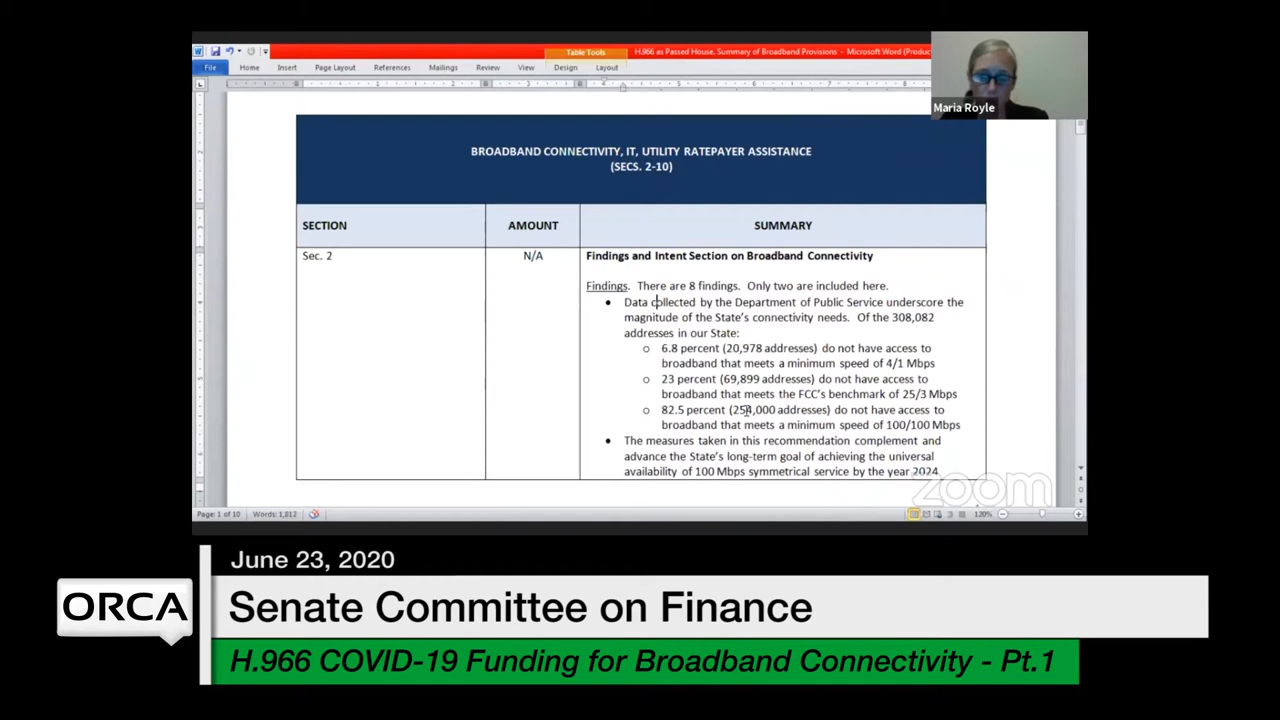 Table Tools
H.966 as Passed House. Summary of Broadband Provisions - Microsoft Word (Produc
File Home Insert Page Layout References Mailings Review View Design Layout
Maria Royle
BROADBAND CONNECTIVITY, IT, UTILITY RATEPAYER ASSISTANCE
(SECS. 2-10)
SECTION AMOUNT SUMMARY
Sec. 2 N/A Findings and Intent Section on Broadband Connectivity
Findings. There are 8 findings. Only two are included here.
• Data collected by the Department of Public Service underscore the
magnitude of the State's connectivity needs. Of the 308,082
addresses in our State:
o 6.8 percent (20,978 addresses) do not have access to
broadband that meets a minimum speed of 4/1 Mbps
o 23 percent (69,899 addresses) do not have access to
broadband that meets the FCC's benchmark of 25/3 Mbps
o 82.5 percent (254,000 addresses) do not have access to
broadband that meets a minimum speed of 100/100 Mbps
• The measures taken in this recommendation complement and
advance the State's long-term goal of achieving the universal
availability of 100 Mbps symmetrical service by the year 2024
zoom
Page: 1 of 10 Words: 1,812 120%
June 23, 2020
ORCA
Senate Committee on Finance
H.966 COVID-19 Funding for Broadband Connectivity - Pt.1